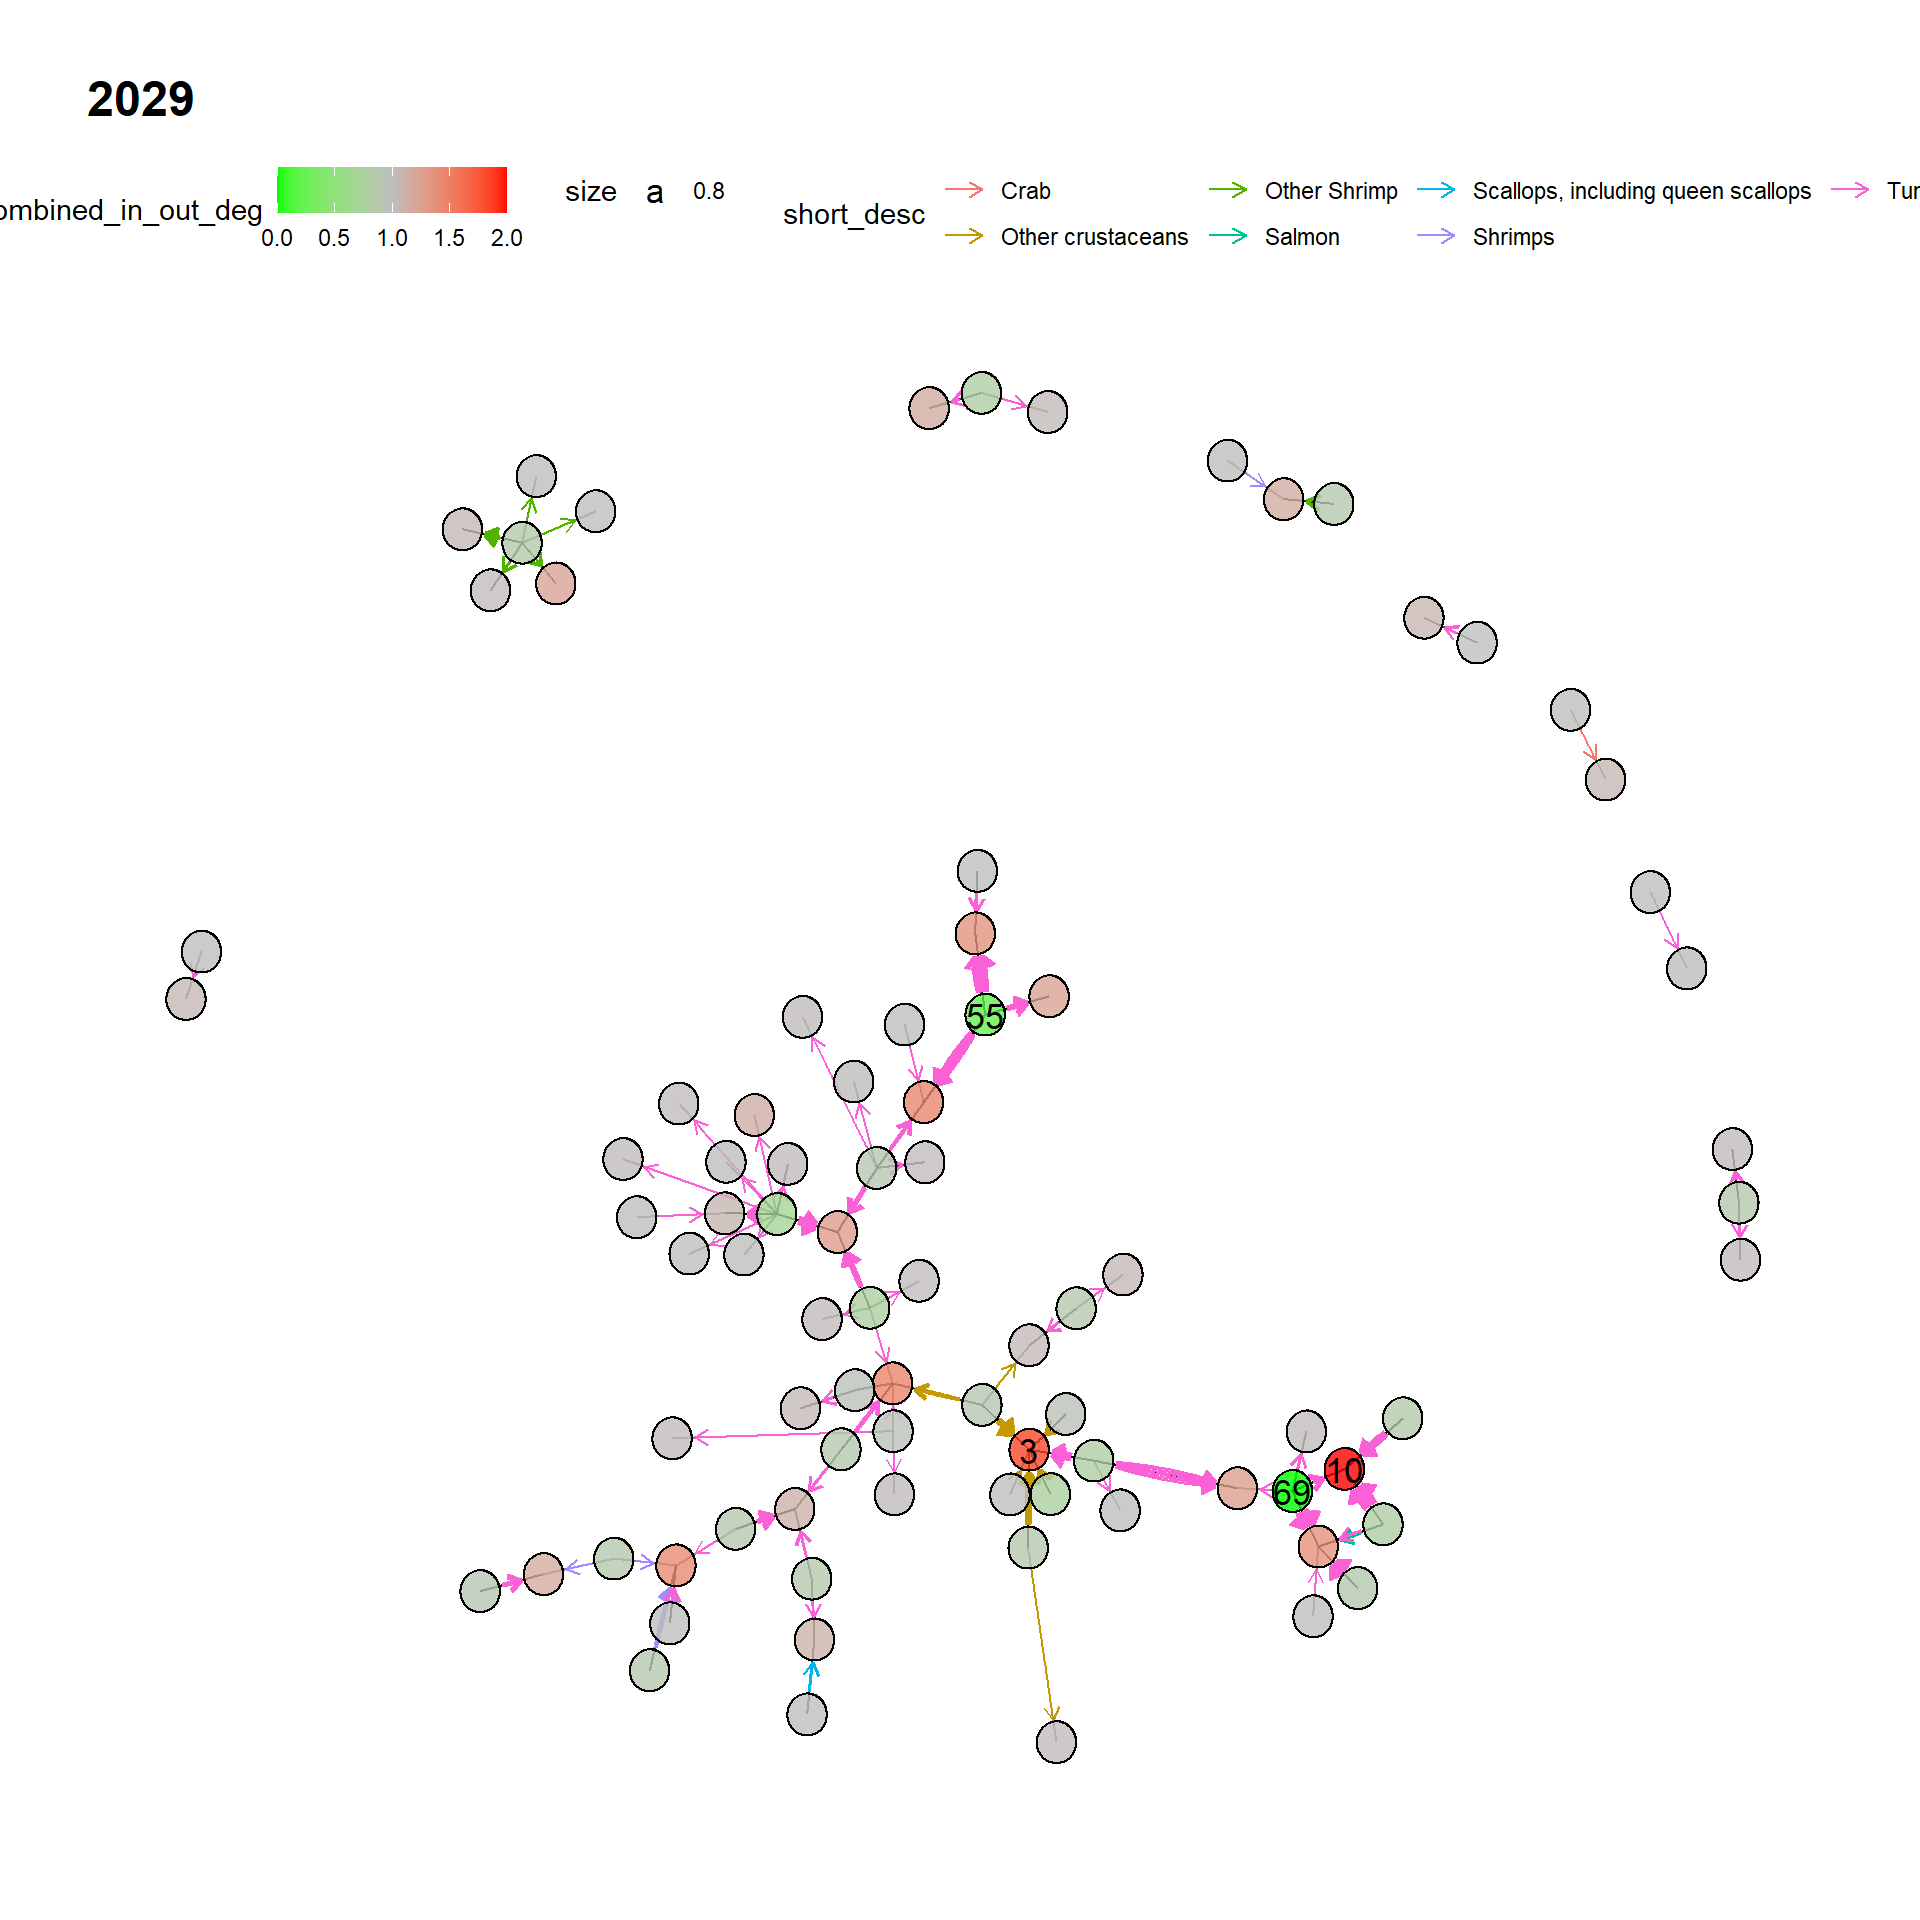 2029
ombined_in_out_deg
0.0 0.5 1.0 1.5 2.0
size a 0.8
short_desc
Crab Other Shrimp Scallops, including queen scallops Tur
Other crustaceans Salmon Shrimps
55
3
10
69